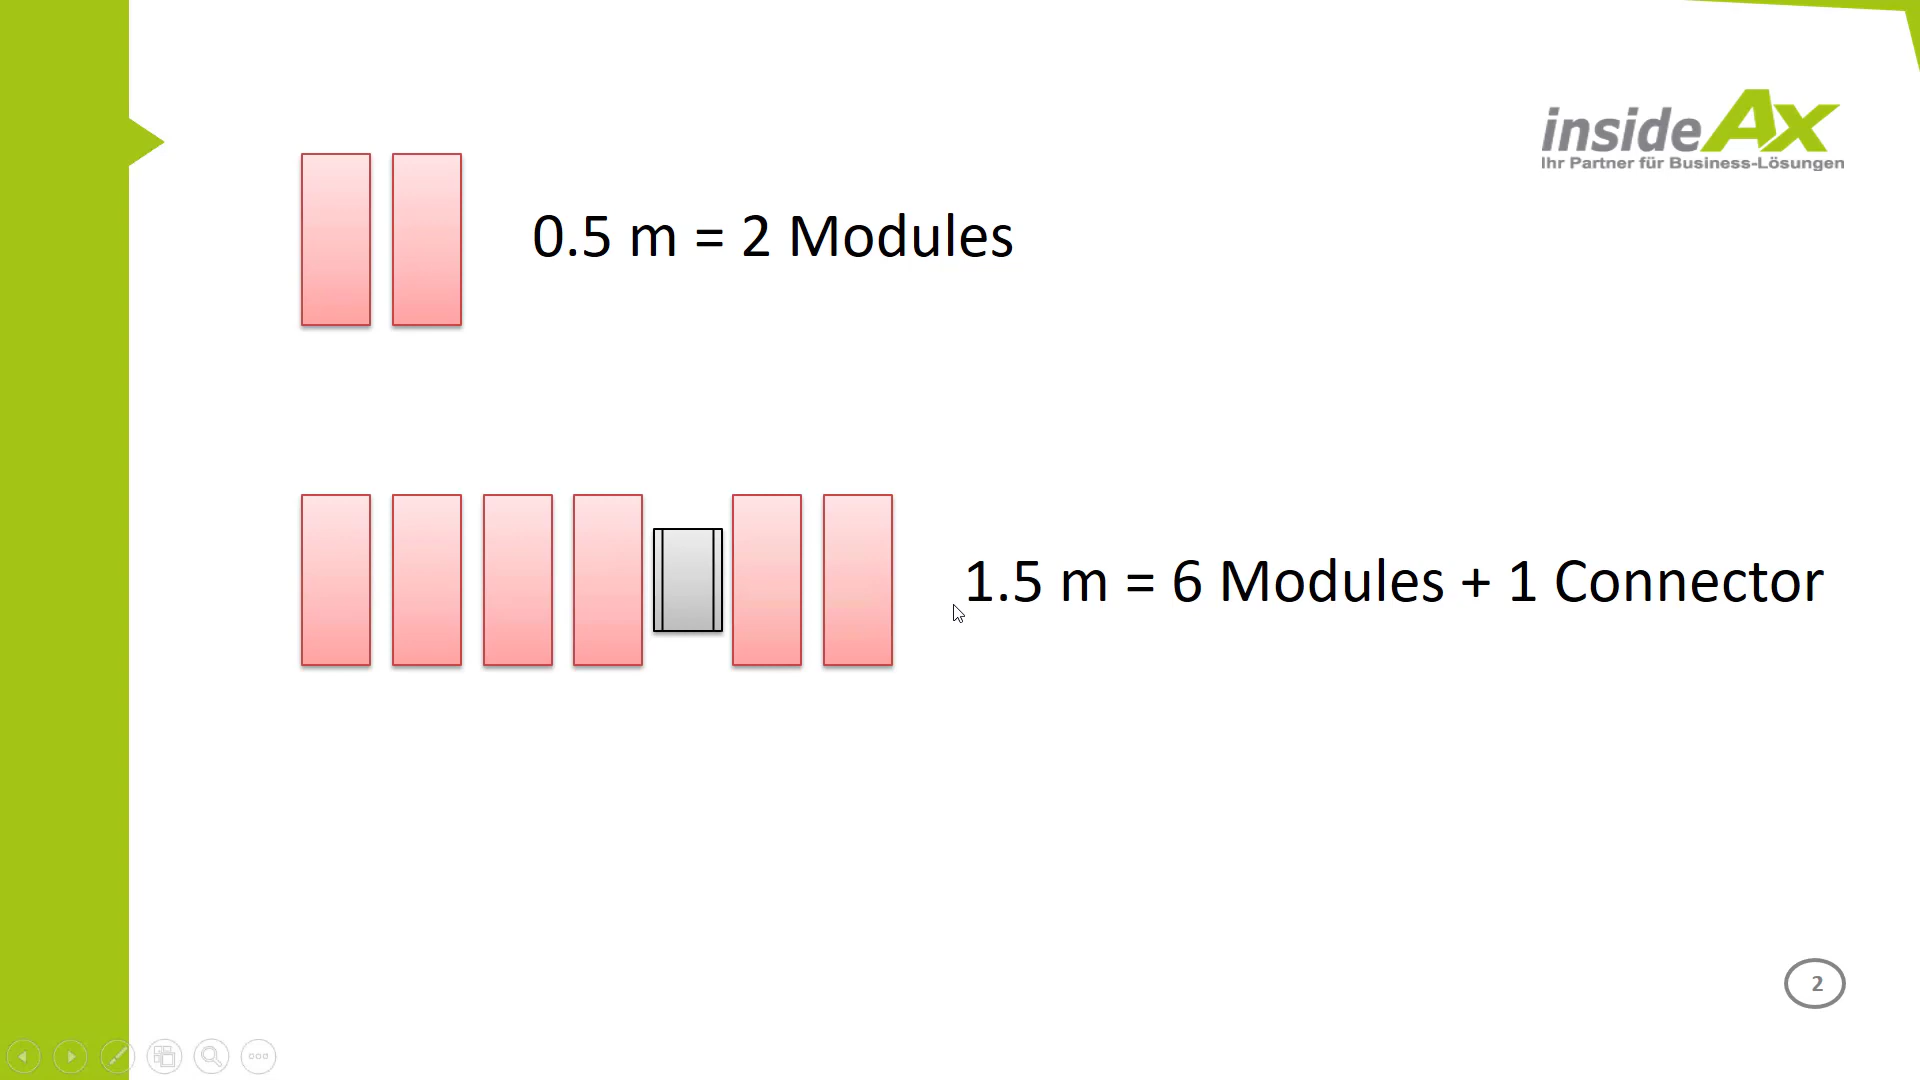 insideAx
Ihr Partner für Business-Lösungen
0.5 m = 2 Modules
1.5 m = 6 Modules + 1 Connector
2